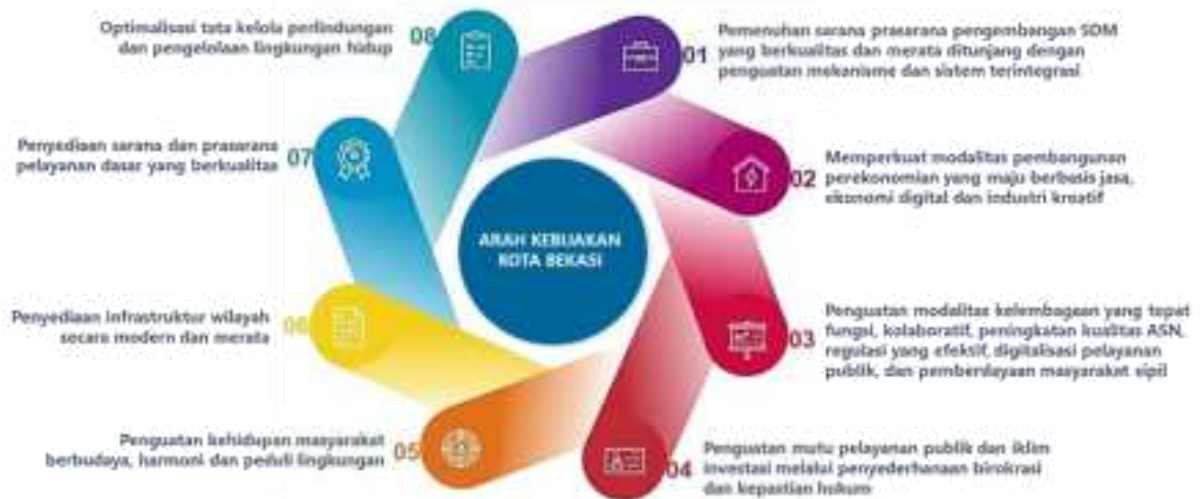 ARAH KEBIJAKAN
KOTA BEKASI
01
Pemenuhan sarana prasarana pengembangan SDM
yang berkualitas dan merata ditunjang dengan
penguatan mekanisme dan sistem terintegrasi
02
Memperkuat modalitas pembangunan
perekonomian yang maju berbasis jasa,
ekonomi digital dan industri kreatif
03
Penguatan modalitas kelembagaan yang tepat
fungsi, kolaboratif, peningkatan kualitas ASN,
regulasi yang efektif, digitalisasi pelayanan
publik, dan pemberdayaan masyarakat sipil
04
Penguatan mutu pelayanan publik dan iklim
investasi melalui penyederhanaan birokrasi
dan kepastian hukum
05
Penguatan kehidupan masyarakat
berbudaya, harmoni dan peduli lingkungan
06
Penyediaan infrastruktur wilayah
secara modern dan merata
07
Penyediaan sarana dan prasarana
pelayanan dasar yang berkualitas
08
Optimalisasi tata kelola perlindungan
dan pengelolaan lingkungan hidup